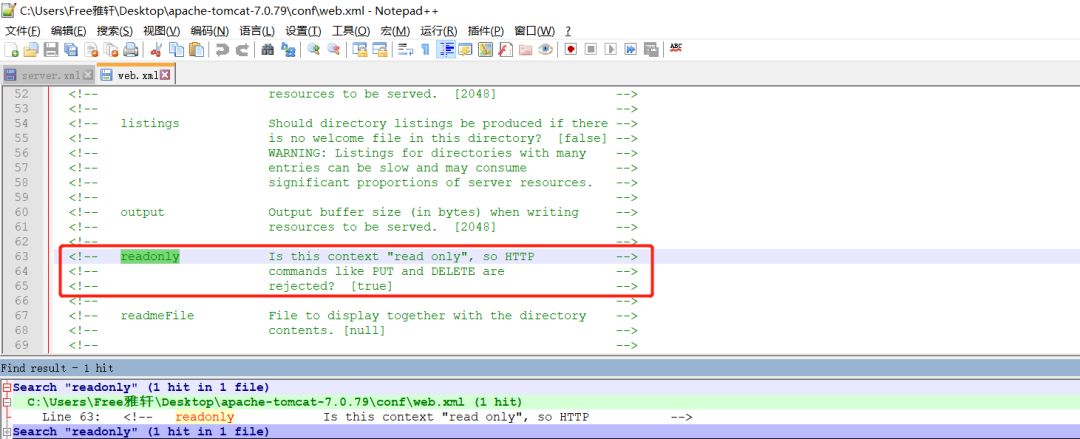 C:\Users\Free雅轩\Desktop\apache-tomcat-7.0.79\conf\web.xml - Notepad++
文件(F) 编辑(E) 搜索(S) 视图(V) 编码(N) 语言(L) 设置(T) 工具(O) 宏(M) 运行(R) 插件(P) 窗口(W) ?
ABC
server.xml web.xml
52 <!-- resources to be served. [2048] -->
53 <!-- -->
54 <!-- listings Should directory listings be produced if there -->
55 <!-- is no welcome file in this directory? [false] -->
56 <!-- WARNING: Listings for directories with many -->
57 <!-- entries can be slow and may consume -->
58 <!-- significant proportions of server resources. -->
59 <!-- -->
60 <!-- output Output buffer size (in bytes) when writing -->
61 <!-- resources to be served. [2048] -->
62 <!-- -->
63 <!-- readonly Is this context "read only", so HTTP -->
64 <!-- commands like PUT and DELETE are -->
65 <!-- rejected? [true] -->
66 <!-- -->
67 <!-- readmeFile File to display together with the directory -->
68 <!-- contents. [null] -->
69 <!-- -->
Find result - 1 hit
Search "readonly" (1 hit in 1 file)
C:\Users\Free雅轩\Desktop\apache-tomcat-7.0.79\conf\web.xml (1 hit)
Line 63: <!-- readonly Is this context "read only", so HTTP -->
Search "readonly" (1 hit in 1 file)